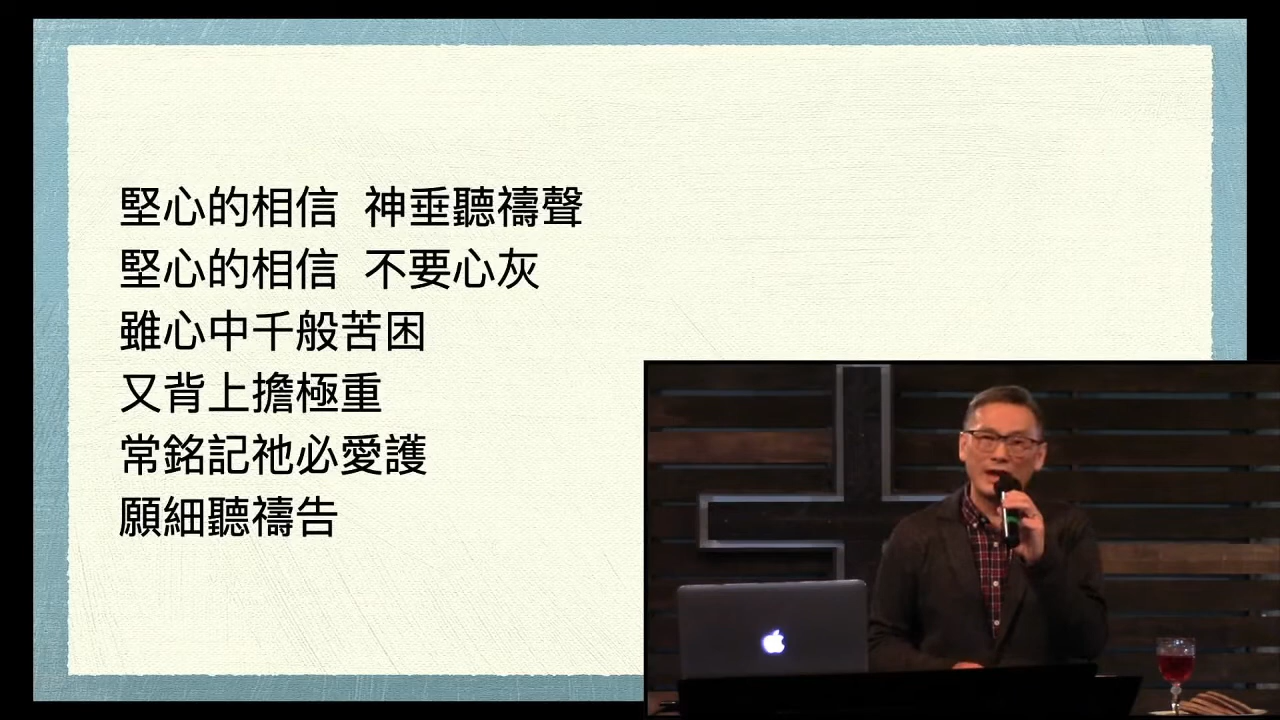 堅心的相信 神垂聽禱聲
堅心的相信 不要心灰
雖心中千般苦困
又背上擔極重
常銘記祂必愛護
願細聽禱告